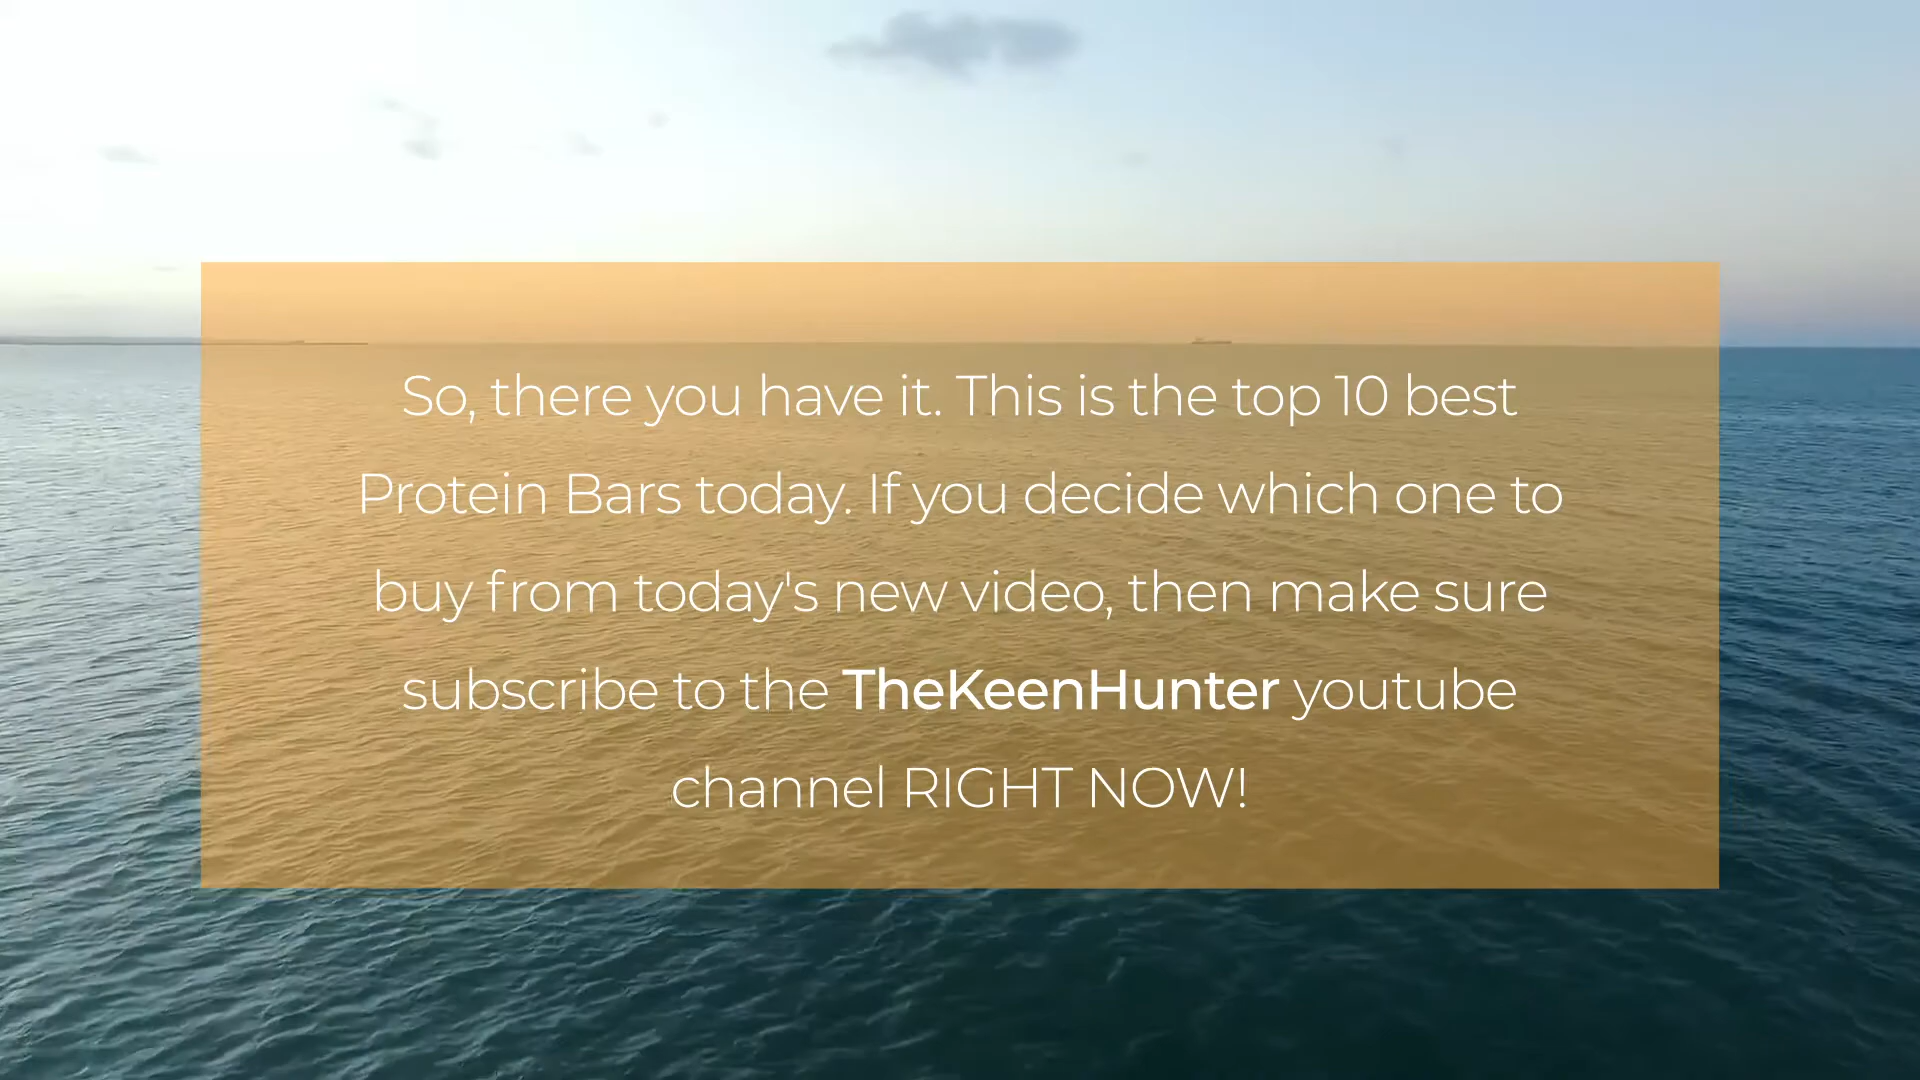 So, there you have it. This is the top 10 best
Protein Bars today. If you decide which one to
buy from today's new video, then make sure
subscribe to the TheKeenHunter youtube
channel RIGHT NOW!